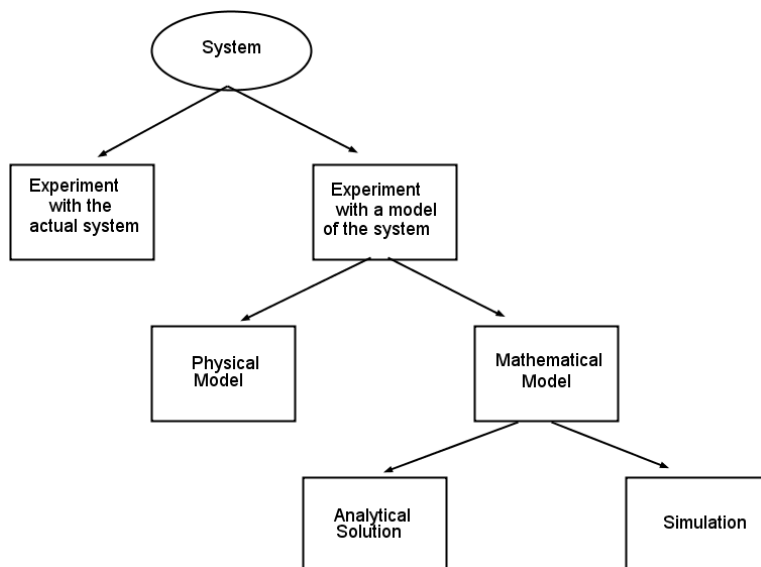 System
Experiment
with the
actual system
Experiment
with a model
of the system
Physical
Model
Mathematical
Model
Analytical
Solution
Simulation